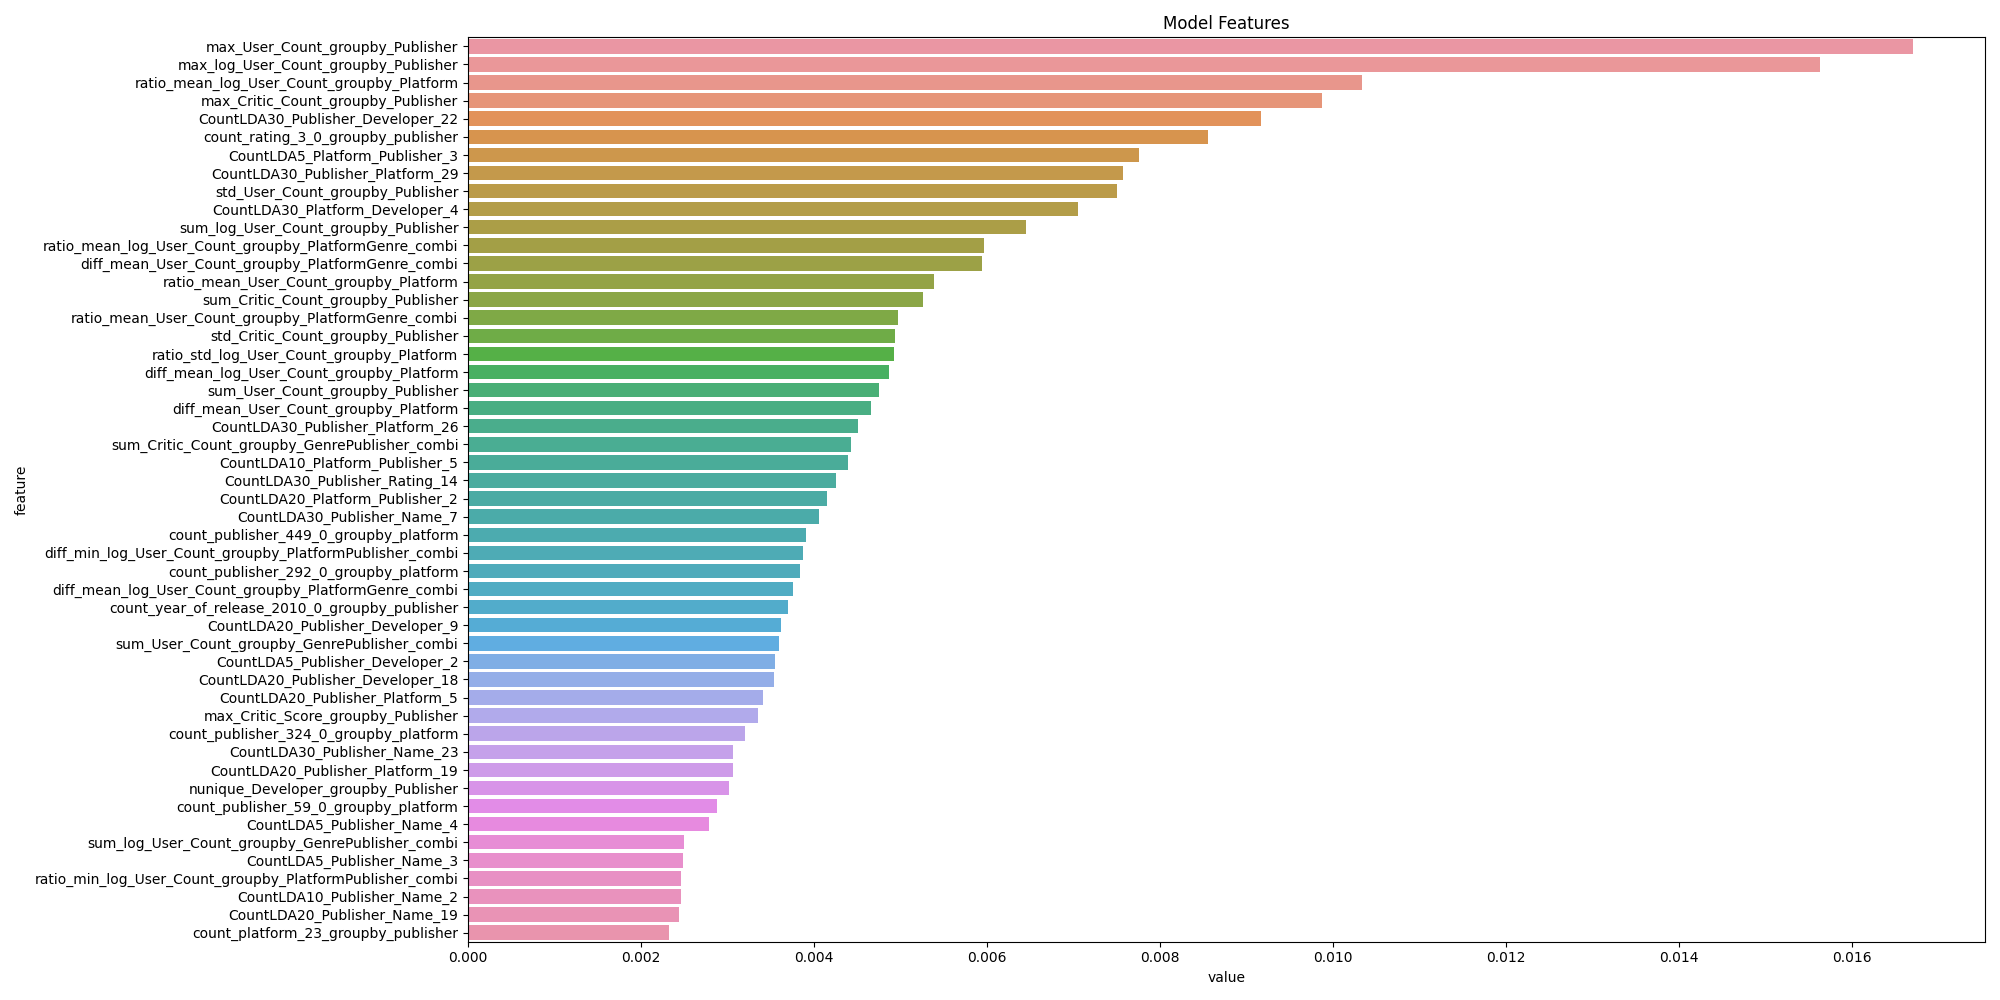 Model Features
max_User_Count_groupby_Publisher
max_log_User_Count_groupby_Publisher
ratio_mean_log_User_Count_groupby_Platform
max_Critic_Count_groupby_Publisher
CountLDA30_Publisher_Developer_22
count_rating_3_0_groupby_publisher
CountLDA5_Platform_Publisher_3
CountLDA30_Publisher_Platform_29
std_User_Count_groupby_Publisher
CountLDA30_Platform_Developer_4
sum_log_User_Count_groupby_Publisher
ratio_mean_log_User_Count_groupby_PlatformGenre_combi
diff_mean_User_Count_groupby_PlatformGenre_combi
ratio_mean_User_Count_groupby_Platform
sum_Critic_Count_groupby_Publisher
ratio_mean_User_Count_groupby_PlatformGenre_combi
std_Critic_Count_groupby_Publisher
ratio_std_log_User_Count_groupby_Platform
diff_mean_log_User_Count_groupby_Platform
sum_User_Count_groupby_Publisher
diff_mean_User_Count_groupby_Platform
CountLDA30_Publisher_Platform_26
sum_Critic_Count_groupby_GenrePublisher_combi
CountLDA10_Platform_Publisher_5
CountLDA30_Publisher_Rating_14
CountLDA20_Platform_Publisher_2
CountLDA30_Publisher_Name_7
count_publisher_449_0_groupby_platform
diff_min_log_User_Count_groupby_PlatformPublisher_combi
count_publisher_292_0_groupby_platform
diff_mean_log_User_Count_groupby_PlatformGenre_combi
count_year_of_release_2010_0_groupby_publisher
CountLDA20_Publisher_Developer_9
sum_User_Count_groupby_GenrePublisher_combi
CountLDA5_Publisher_Developer_2
CountLDA20_Publisher_Developer_18
CountLDA20_Publisher_Platform_5
max_Critic_Score_groupby_Publisher
count_publisher_324_0_groupby_platform
CountLDA30_Publisher_Name_23
CountLDA20_Publisher_Platform_19
nunique_Developer_groupby_Publisher
count_publisher_59_0_groupby_platform
CountLDA5_Publisher_Name_4
sum_log_User_Count_groupby_GenrePublisher_combi
CountLDA5_Publisher_Name_3
ratio_min_log_User_Count_groupby_PlatformPublisher_combi
CountLDA10_Publisher_Name_2
CountLDA20_Publisher_Name_19
count_platform_23_groupby_publisher
feature
0.000 0.002 0.004 0.006 0.008 0.010 0.012 0.014 0.016
value